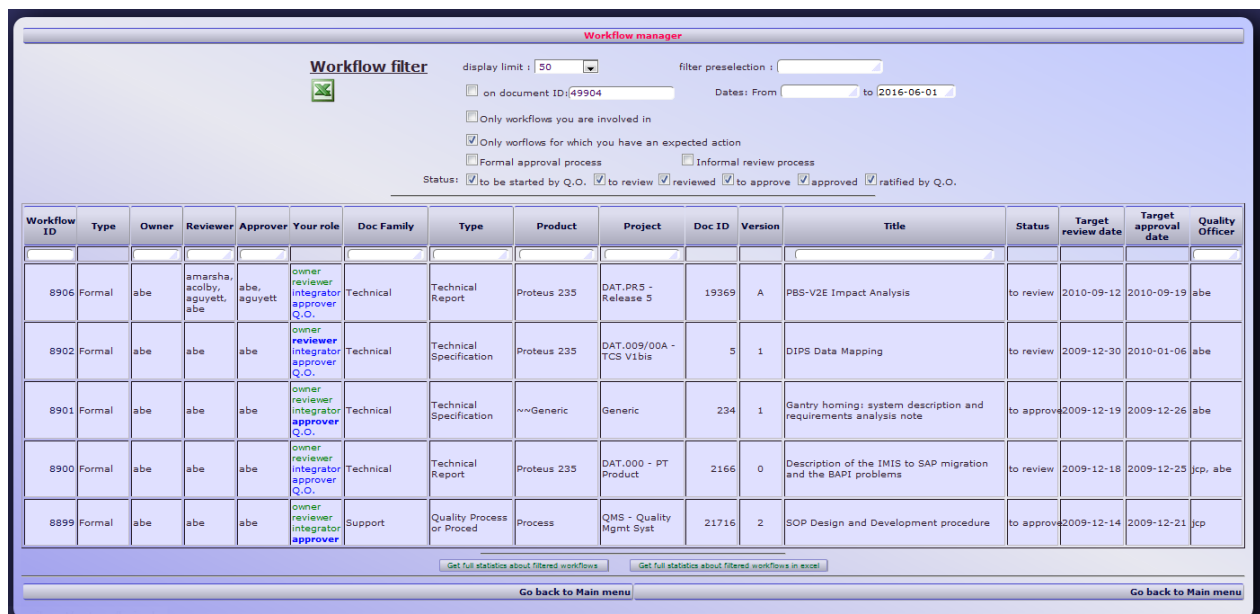 Workflow manager
Workflow filter
display limit : 50
filter preselection :
on document ID: 49904
Dates: From to 2016-06-01
Only workflows you are involved in
Only worflows for which you have an expected action
Formal approval process
Informal review process
Status: to be started by Q.O. to review reviewed to approve approved ratified by Q.O.
Workflow ID Type Owner Reviewer Approver Your role Doc Family Type Product Project Doc ID Version Title Status Target review date Target approval date Quality Officer
8906 Formal abe amarsha, acolby, aguyett, abe abe, aguyett owner reviewer integrator approver Q.O. Technical Technical Report Proteus 235 DAT.PR5 - Release 5 19369 A PBS-V2E Impact Analysis to review 2010-09-12 2010-09-19 abe
8902 Formal abe abe abe owner reviewer integrator approver Q.O. Technical Technical Specification Proteus 235 DAT.009/00A - TCS V1bis 5 1 DIPS Data Mapping to review 2009-12-30 2010-01-06 abe
8901 Formal abe abe abe owner reviewer integrator approver Q.O. Technical Technical Specification ~~Generic Generic 234 1 Gantry homing: system description and requirements analysis note to approve 2009-12-19 2009-12-26 abe
8900 Formal abe abe abe owner reviewer integrator approver Q.O. Technical Technical Report Proteus 235 DAT.000 - PT Product 2166 0 Description of the IMIS to SAP migration and the BAPI problems to review 2009-12-18 2009-12-25 jcp, abe
8899 Formal abe abe abe owner reviewer integrator approver Support Quality Process or Proced Process QMS - Quality Mgmt Syst 21716 2 SOP Design and Development procedure to approve 2009-12-14 2009-12-21 jcp
Get full statistics about filtered workflows
Get full statistics about filtered workflows in excel
Go back to Main menu
Go back to Main menu